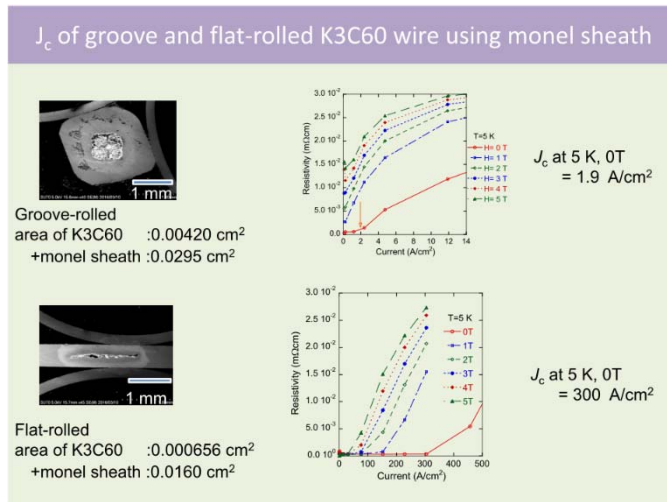 Jc of groove and flat-rolled K3C60 wire using monel sheath
1 mm
Groove-rolled
area of K3C60 :0.00420 cm²
+monel sheath :0.0295 cm²
3.0 10⁻²
2.5 10⁻²
2.0 10⁻²
1.5 10⁻²
1.0 10⁻²
5.0 10⁻³
0.0
Resistivity (mΩcm)
0 2 4 6 8 10 12 14
Current (A/cm²)
T=5 K
H= 0 T
H= 1 T
H= 2 T
H= 3 T
H= 4 T
H= 5 T
Jc at 5 K, 0T
= 1.9 A/cm²
1 mm
Flat-rolled
area of K3C60 :0.000656 cm²
+monel sheath :0.0160 cm²
3.0 10⁻²
2.5 10⁻²
2.0 10⁻²
1.5 10⁻²
1.0 10⁻²
5.0 10⁻³
0.0 10⁰
Resistivity (mΩcm)
0 100 200 300 400 500
Current (A/cm²)
T=5 K
0T
1T
2T
3T
4T
5T
Jc at 5 K, 0T
= 300 A/cm²